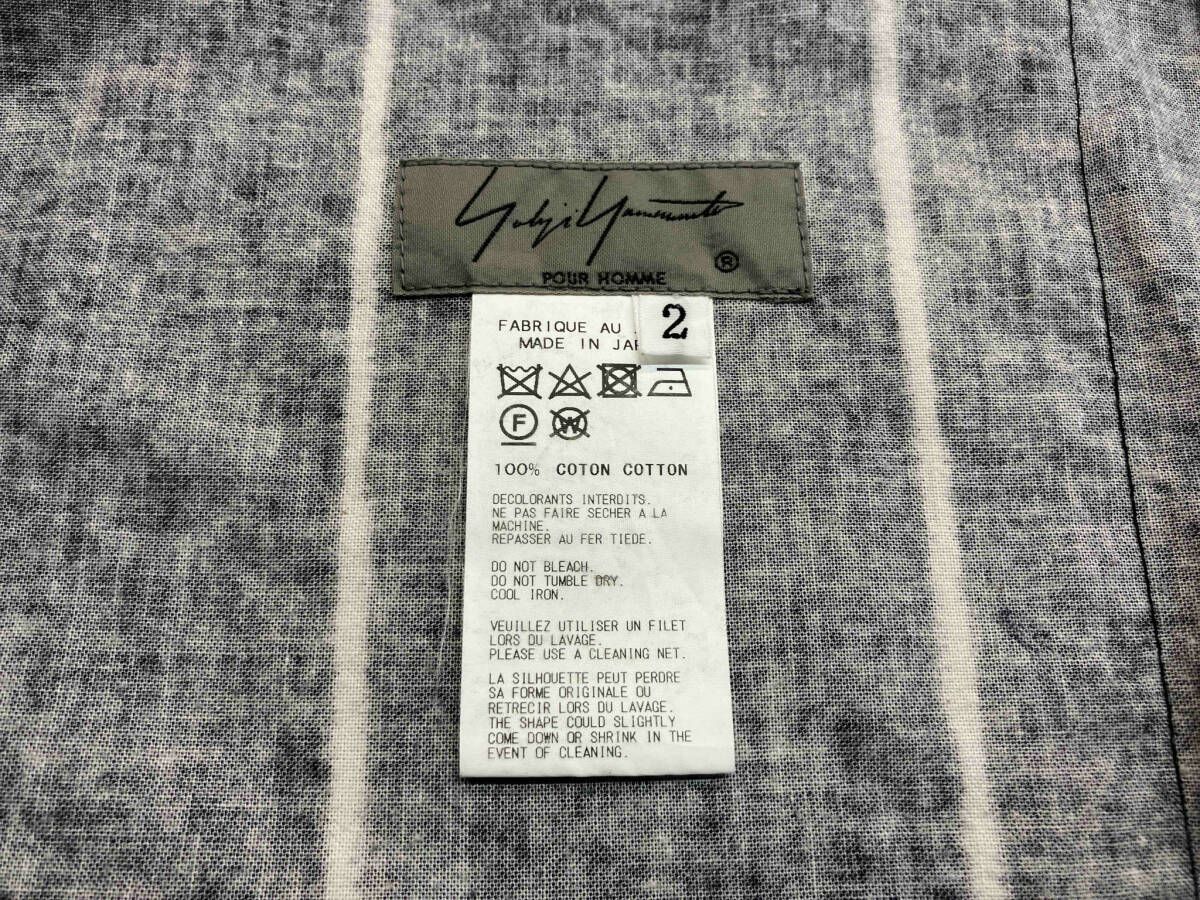 Yohji Yamamoto
®
POUR HOMME
2
FABRIQUE AU
MADE IN JAP
F
W
100% COTON COTTON
DECOLORANTS INTERDITS.
NE PAS FAIRE SECHER A LA
MACHINE.
REPASSER AU FER TIEDE.
DO NOT BLEACH.
DO NOT TUMBLE DRY.
COOL IRON.
VEUILLEZ UTILISER UN FILET
LORS DU LAVAGE.
PLEASE USE A CLEANING NET.
LA SILHOUETTE PEUT PERDRE
SA FORME ORIGINALE OU
RETRECIR LORS DU LAVAGE.
THE SHAPE COULD SLIGHTLY
COME DOWN OR SHRINK IN THE
EVENT OF CLEANING.